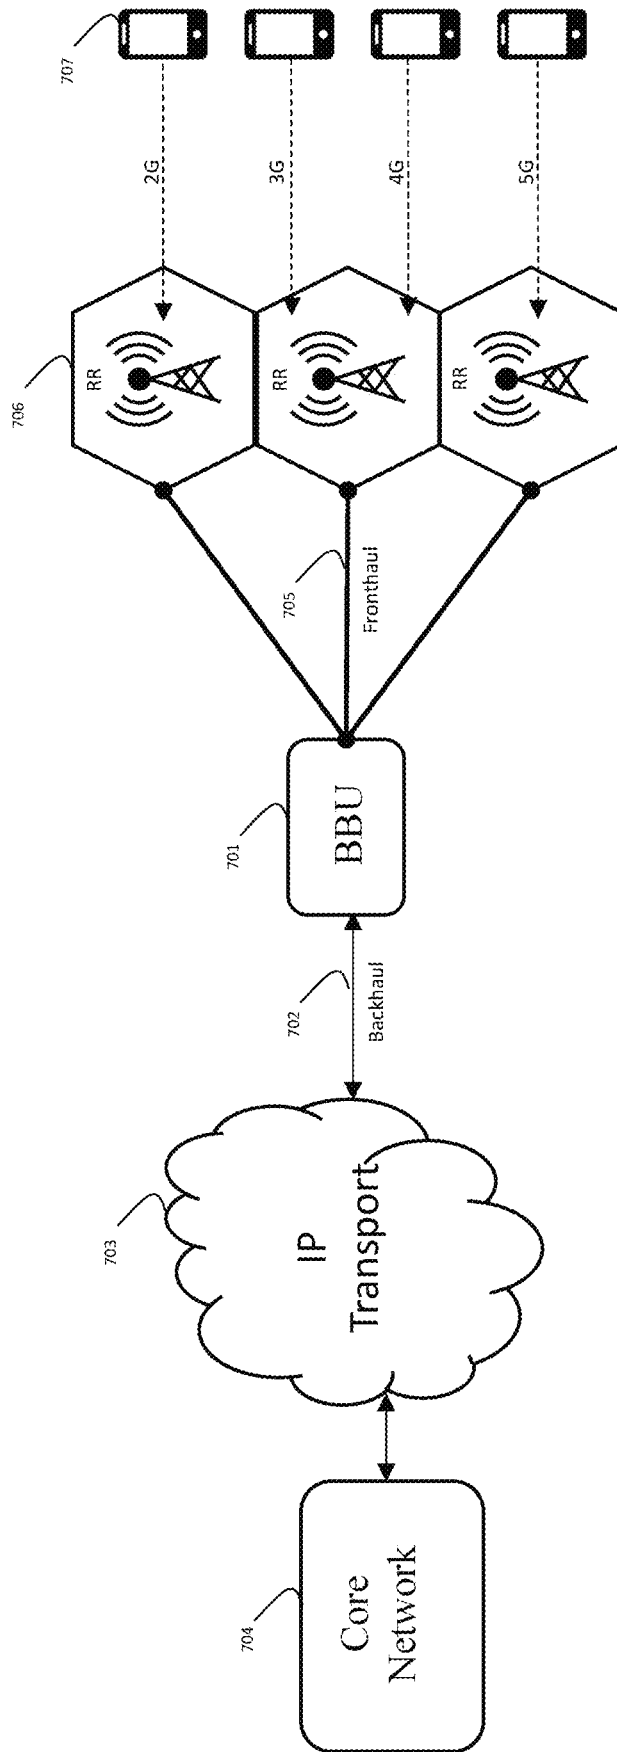 704
Core
Network
703
IP
Transport
702
Backhaul
701
BBU
705
Fronthaul
706
RR
RR
RR
707
2G
3G
4G
5G